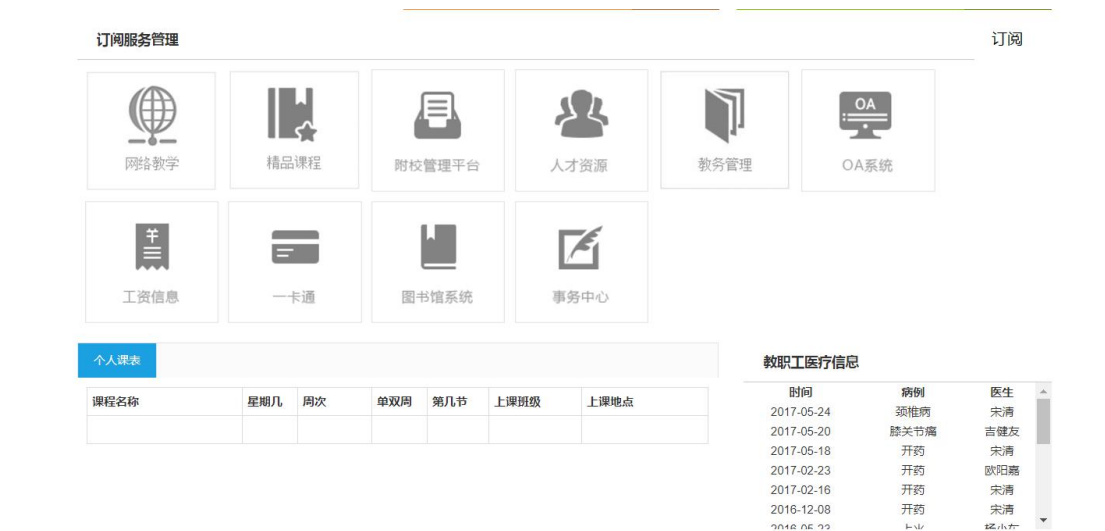 订阅服务管理 订阅
OA
网络教学 精品课程 附校管理平台 人才资源 教务管理 OA系统
工资信息 一卡通 图书馆系统 事务中心
个人课表
课程名称 星期几 周次 单双周 第几节 上课班级 上课地点
教职工医疗信息
时间 病例 医生
2017-05-24 颈椎病 宋清
2017-05-20 膝关节痛 吉健友
2017-05-18 开药 宋清
2017-02-23 开药 欧阳嘉
2017-02-16 开药 宋清
2016-12-08 开药 宋清
2016-05-23 上火